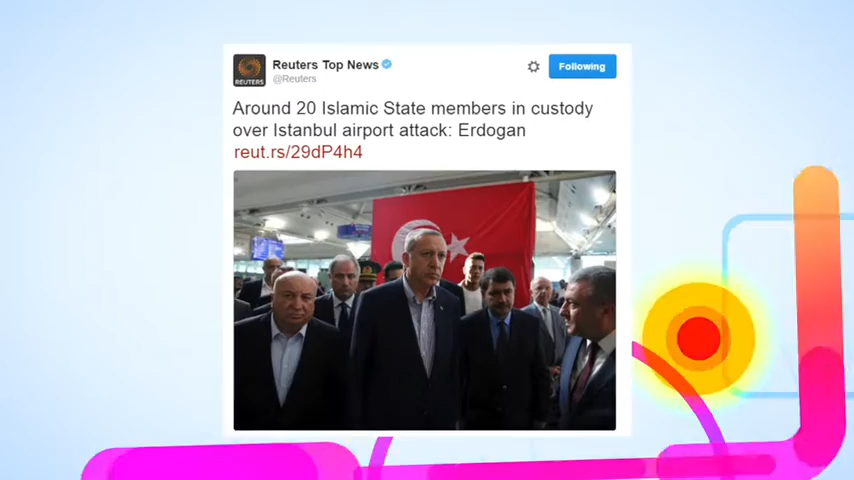 Reuters Top News
@Reuters
Following
REUTERS
Around 20 Islamic State members in custody
over Istanbul airport attack: Erdogan
reut.rs/29dP4h4